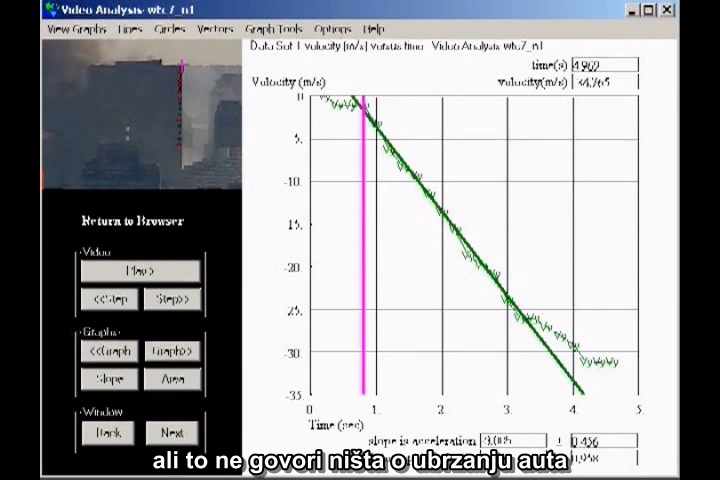 Video Analysis: wtc7_n1
View Graphs Lines Circles Vectors Graph Tools Options Help
Data Set 1 velocity [m/s] versus time - Video Analysis wtc7_n1
time(s) 4.969
velocity(m/s)
Velocity (m/s)
0
5.
-10.
15.
-20.
-25.
-30.
-35.
0 1. 2. 3. 4. 5.
Time (sec)
Return to Browser
Video
Play>
<<Step Step>>
Graphs
<<Graph Graph>>
Slope Area
Window
Back Next
slope is acceleration ± 0.456
ali to ne govori ništa o ubrzanju auta